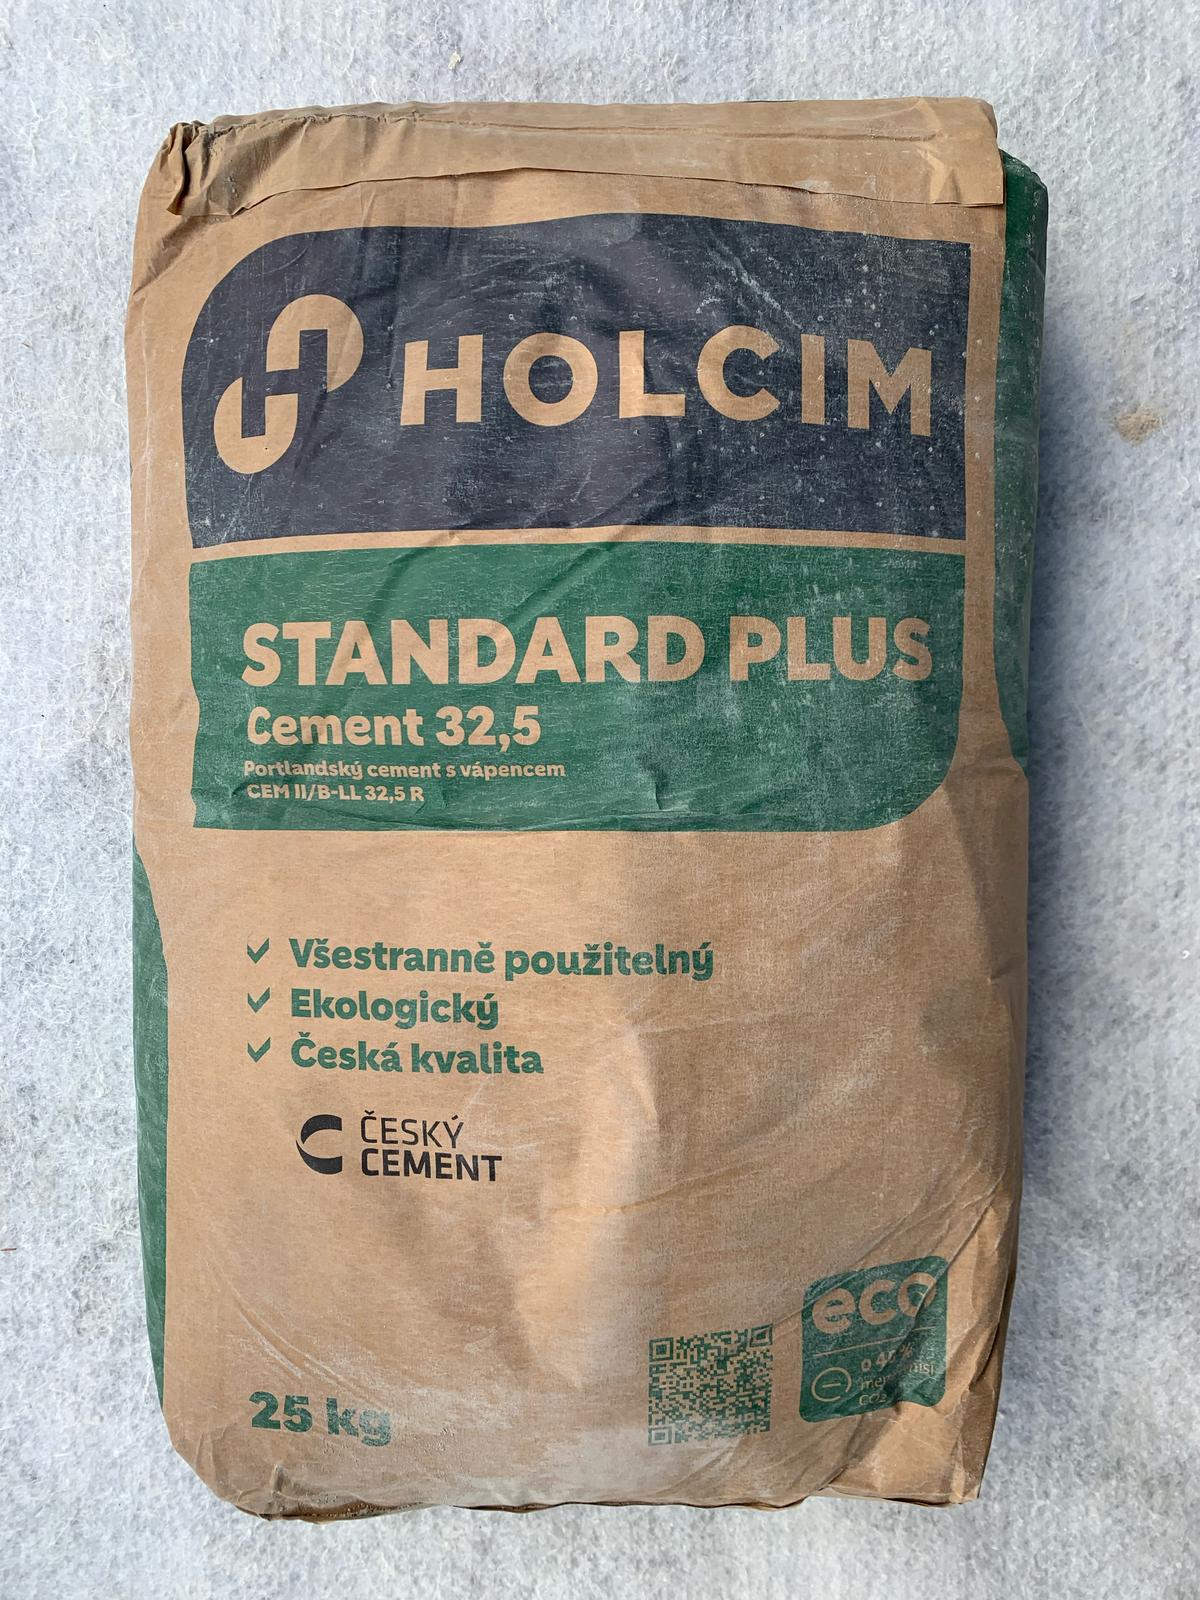 HOLCIM
STANDARD PLUS
Cement 32,5
Portlandský cement s vápencem
CEM II/B-LL 32,5 R
Všestranně použitelný
Ekologický
Česká kvalita
ČESKÝ
CEMENT
25 kg
eco